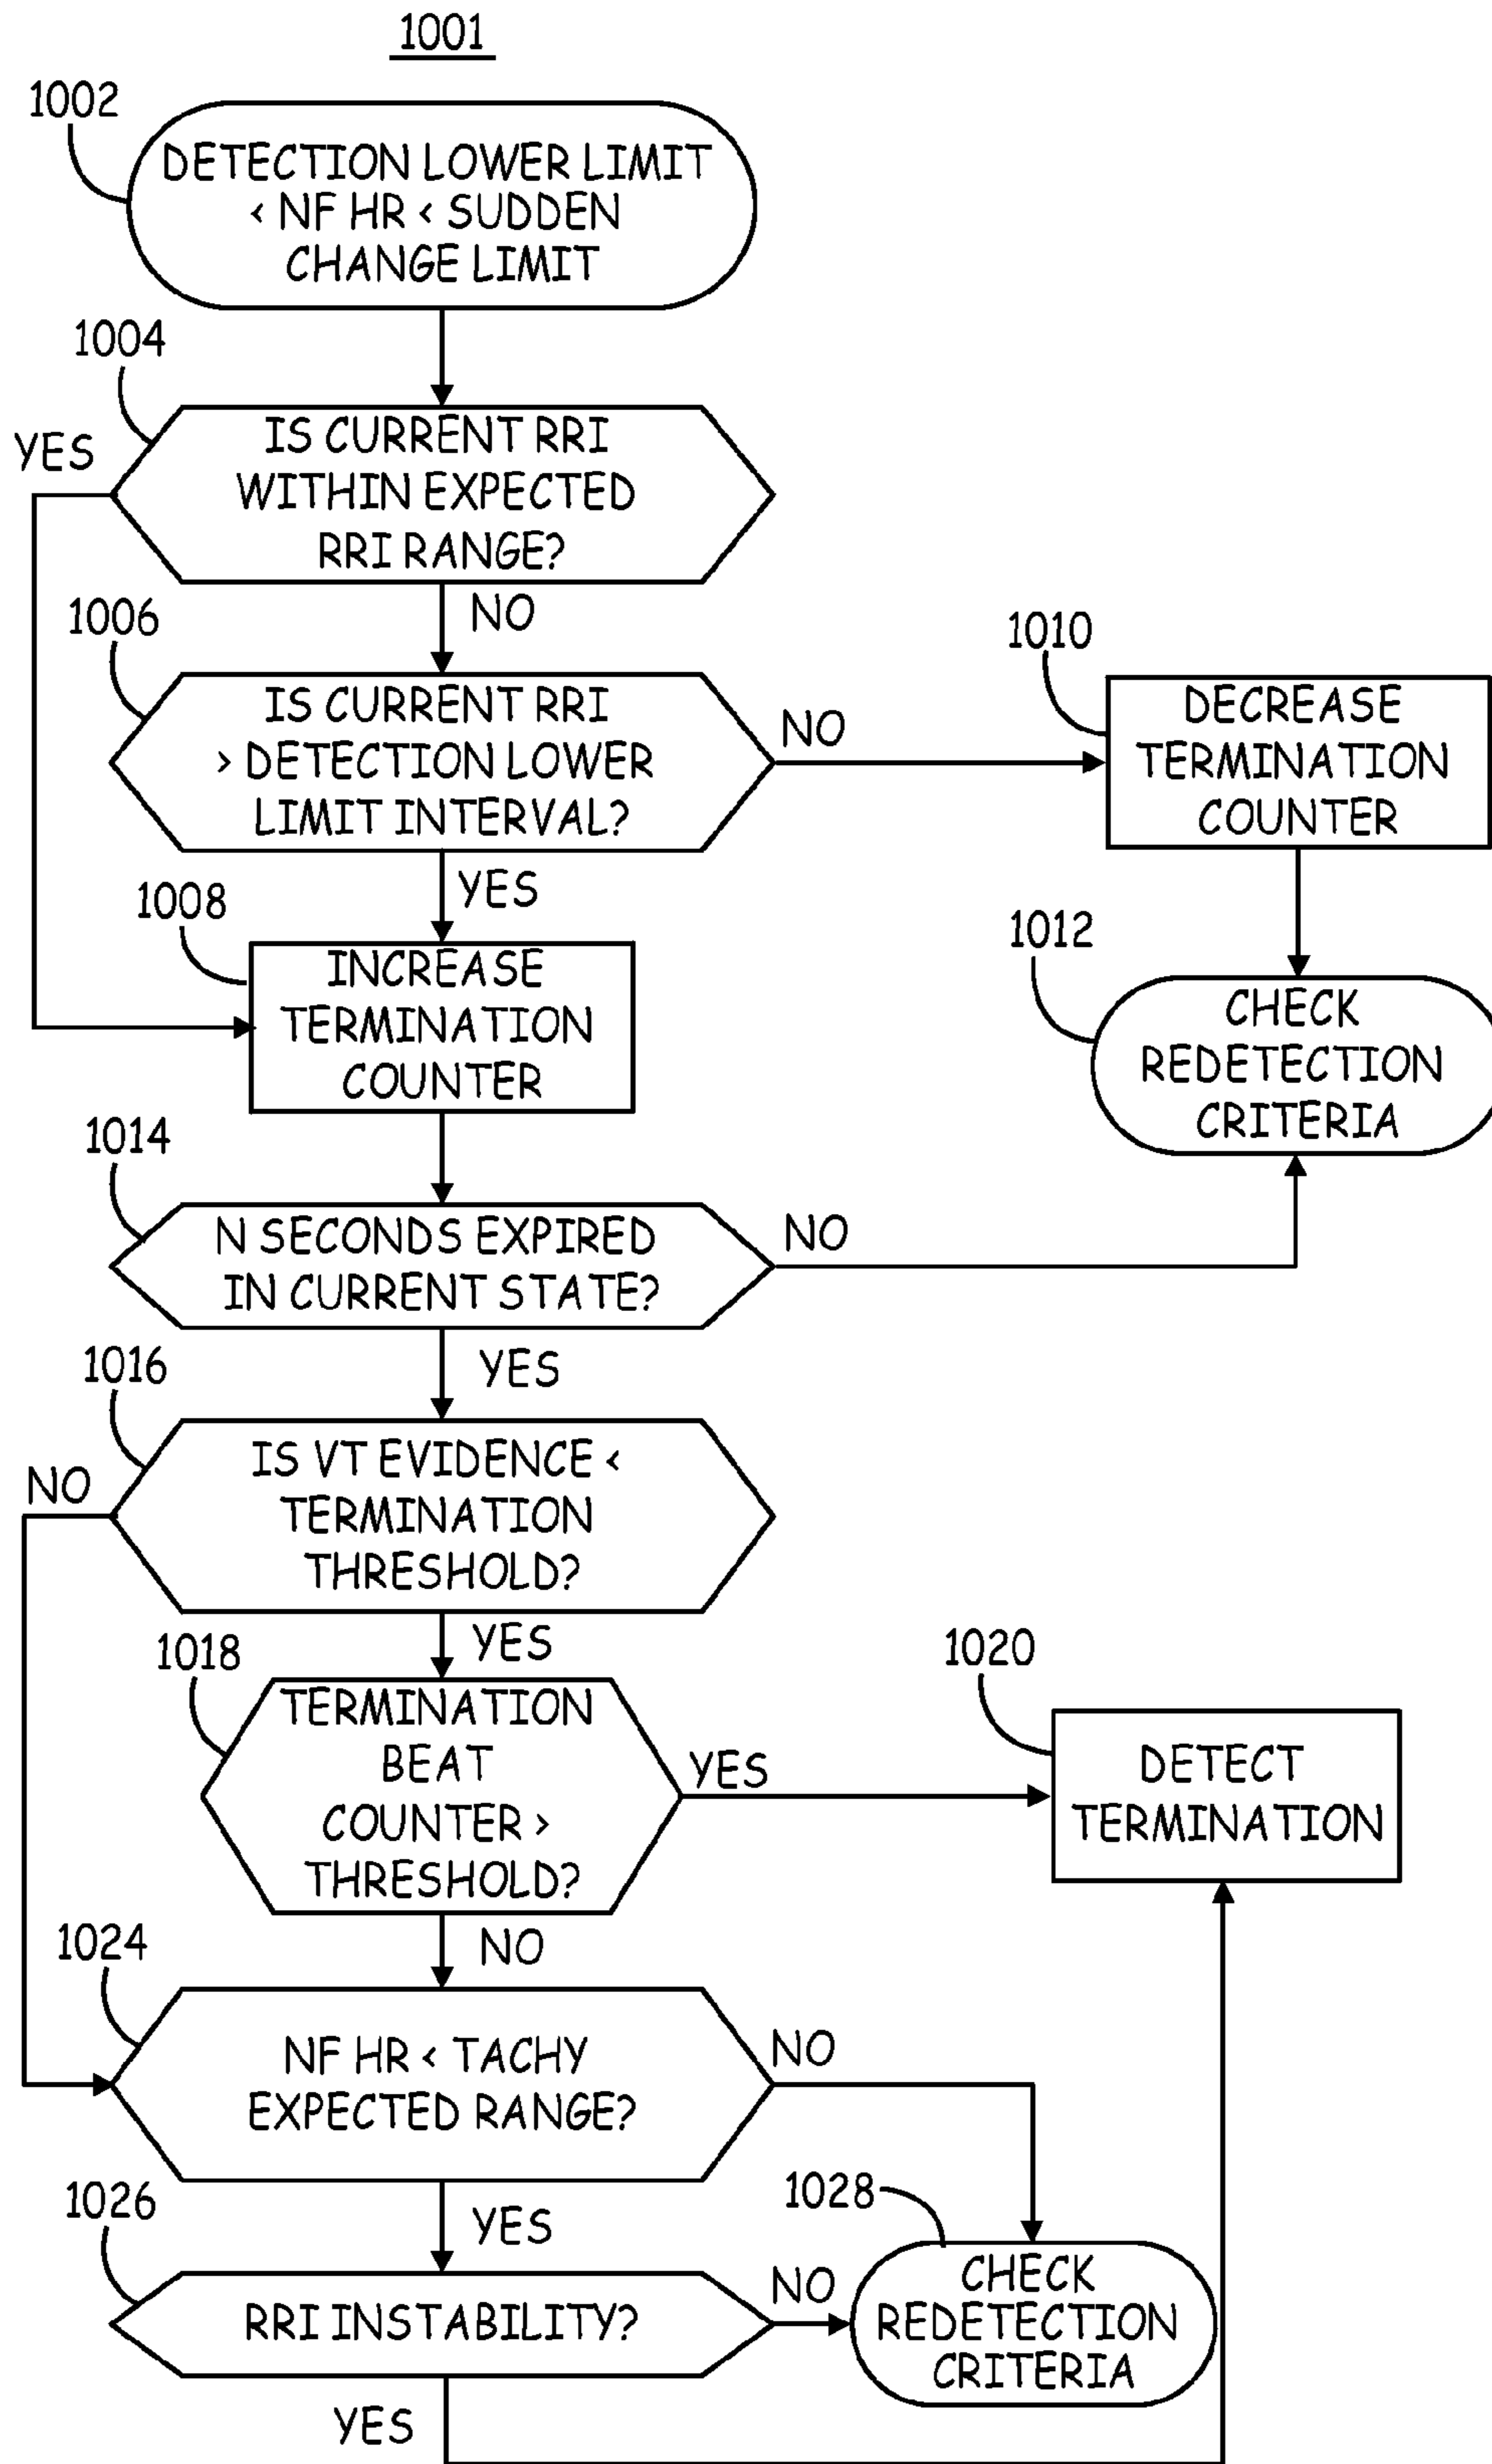 1001
1002
DETECTION LOWER LIMIT
< NF HR < SUDDEN
CHANGE LIMIT
1004
YES
IS CURRENT RRI
WITHIN EXPECTED
RRI RANGE?
NO
1006
IS CURRENT RRI
> DETECTION LOWER
LIMIT INTERVAL?
NO
1010
DECREASE
TERMINATION
COUNTER
YES
1008
INCREASE
TERMINATION
COUNTER
1012
CHECK
REDETECTION
CRITERIA
1014
N SECONDS EXPIRED
IN CURRENT STATE?
NO
YES
1016
NO
IS VT EVIDENCE <
TERMINATION
THRESHOLD?
YES
1018
TERMINATION
BEAT
COUNTER >
THRESHOLD?
YES
1020
DETECT
TERMINATION
NO
1024
NF HR < TACHY
EXPECTED RANGE?
NO
YES
1026
RRI INSTABILITY?
NO
1028
CHECK
REDETECTION
CRITERIA
YES